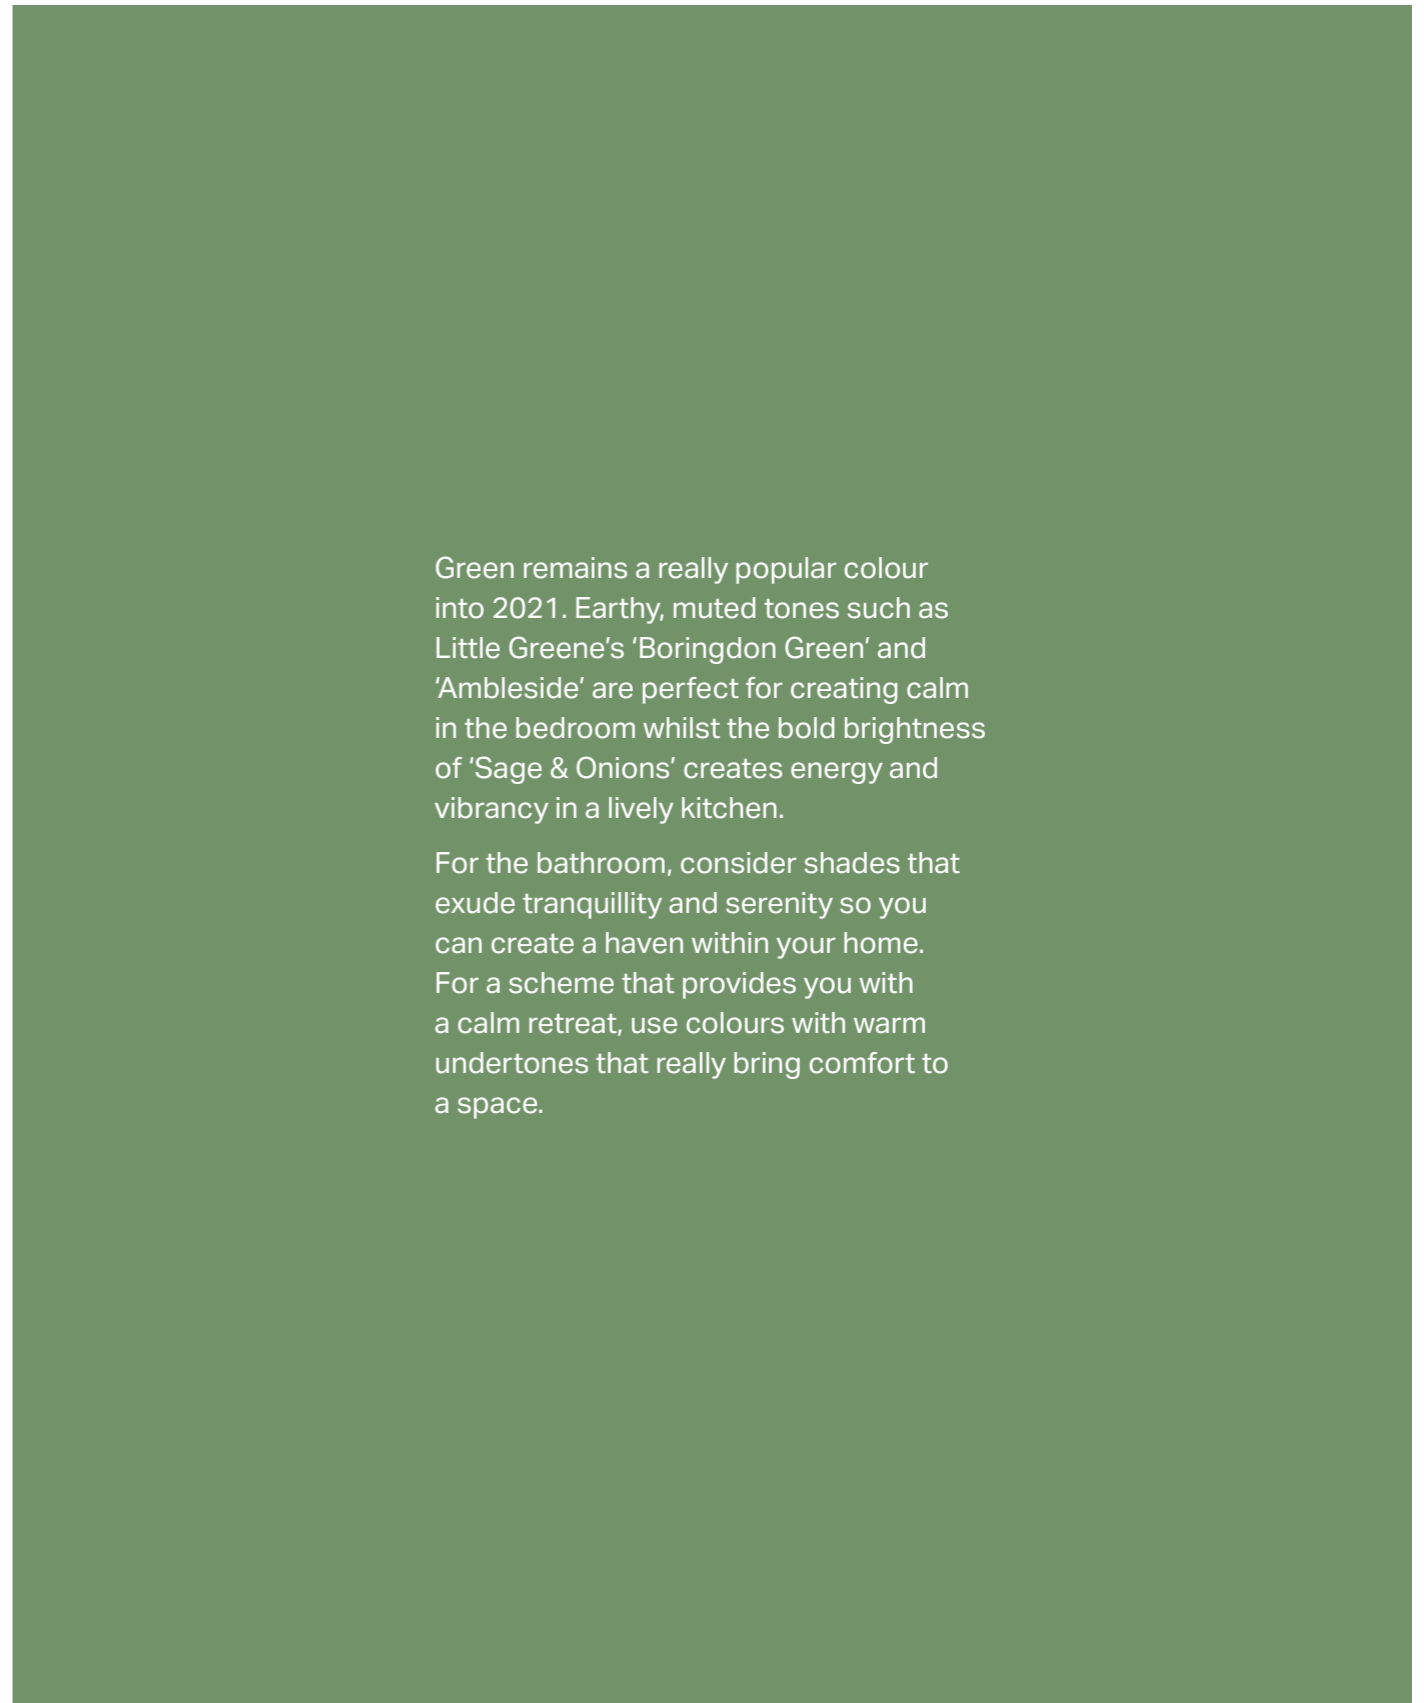 Green remains a really popular colour
into 2021. Earthy, muted tones such as
Little Greene’s ‘Boringdon Green’ and
‘Ambleside’ are perfect for creating calm
in the bedroom whilst the bold brightness
of ‘Sage & Onions’ creates energy and
vibrancy in a lively kitchen.
For the bathroom, consider shades that
exude tranquillity and serenity so you
can create a haven within your home.
For a scheme that provides you with
a calm retreat, use colours with warm
undertones that really bring comfort to
a space.